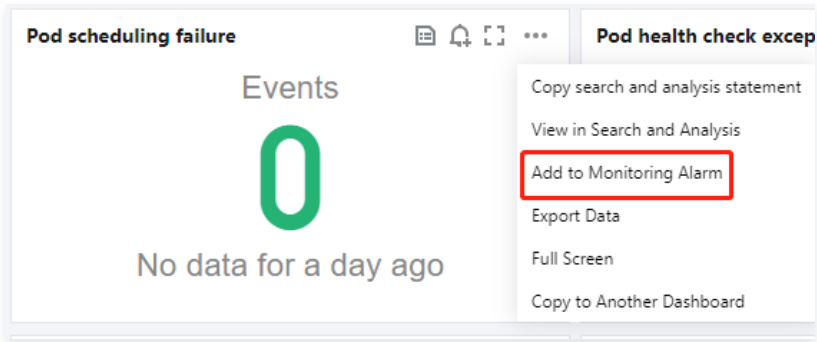 Pod scheduling failure
Events
0
No data for a day ago
Pod health check excep
Copy search and analysis statement
View in Search and Analysis
Add to Monitoring Alarm
Export Data
Full Screen
Copy to Another Dashboard